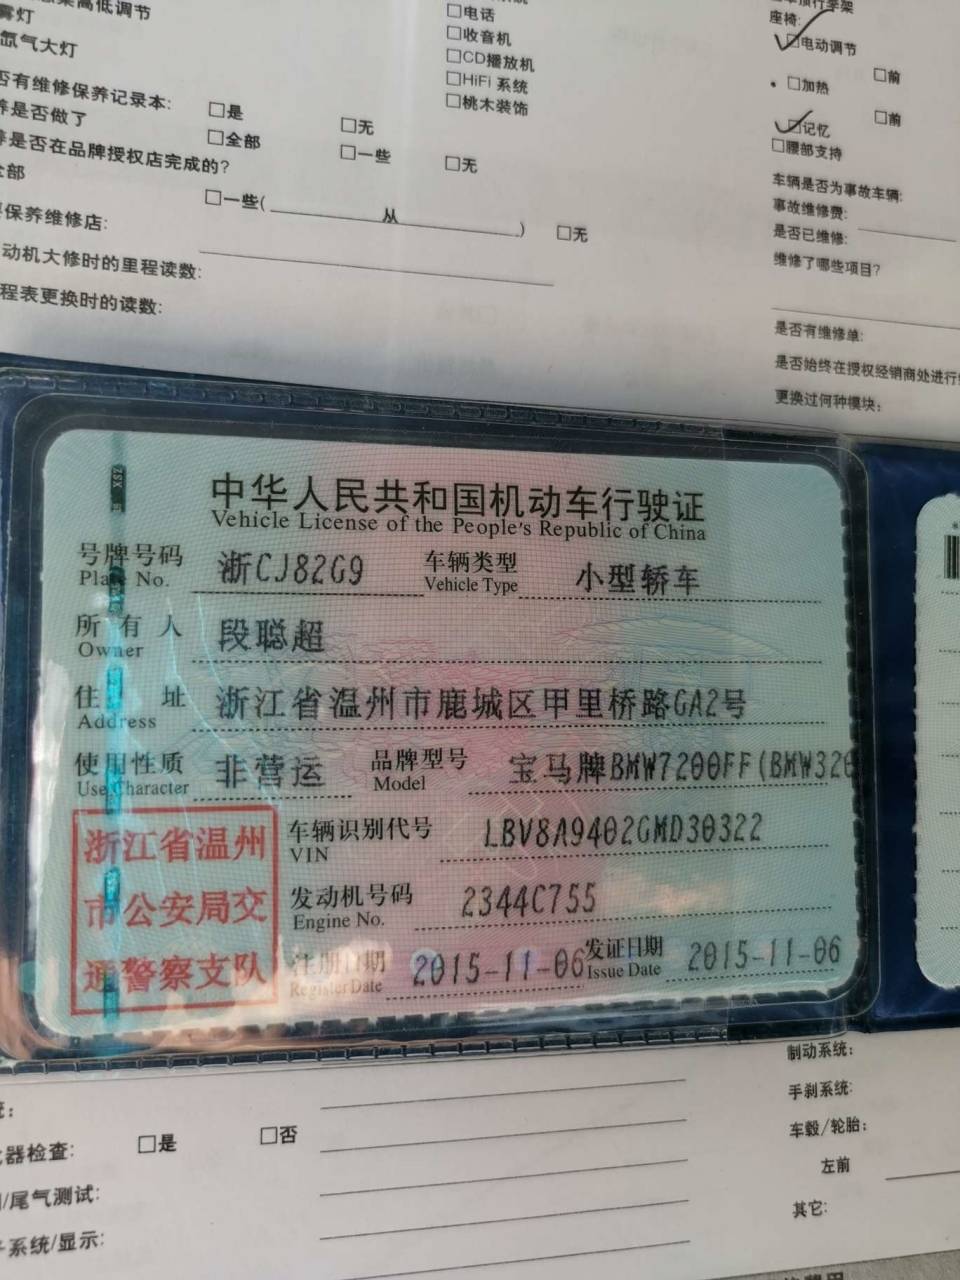 高低调节
雾灯
氙气大灯
否有维修保养记录本: □是 □无
养是否做了 □全部 □一些 □无
养是否在品牌授权店完成的?
全部 □一些( 从 ) □无
保养维修店:
动机大修时的里程读数:
程表更换时的读数:
□电话
□收音机
□CD播放机
□HiFi 系统
□桃木装饰
座椅:
□电动调节 □前
□加热 □前
□记忆
□腰部支持
车辆是否为事故车辆:
事故维修费:
是否已维修:
维修了哪些项目?
是否有维修单:
是否始终在授权经销商处进行
更换过何种模块:
中华人民共和国机动车行驶证
Vehicle License of the People's Republic of China
号牌号码 浙CJ82G9 车辆类型 小型轿车
Plate No. Vehicle Type
所有人 段聪超
Owner
住址 浙江省温州市鹿城区甲里桥路GA2号
Address
使用性质 非营运 品牌型号 宝马牌BMW7200FF(BMW320
Use Character Model
浙江省温州
市公安局交
通警察支队
车辆识别代号 LBV8A9402GMD30322
VIN
发动机号码 2344C755
Engine No.
注册日期 2015-11-06 发证日期 2015-11-06
Register Date Issue Date
器检查: □是 □否
/尾气测试:
子系统/显示:
制动系统:
手刹系统:
车毂/轮胎:
左前
其它: